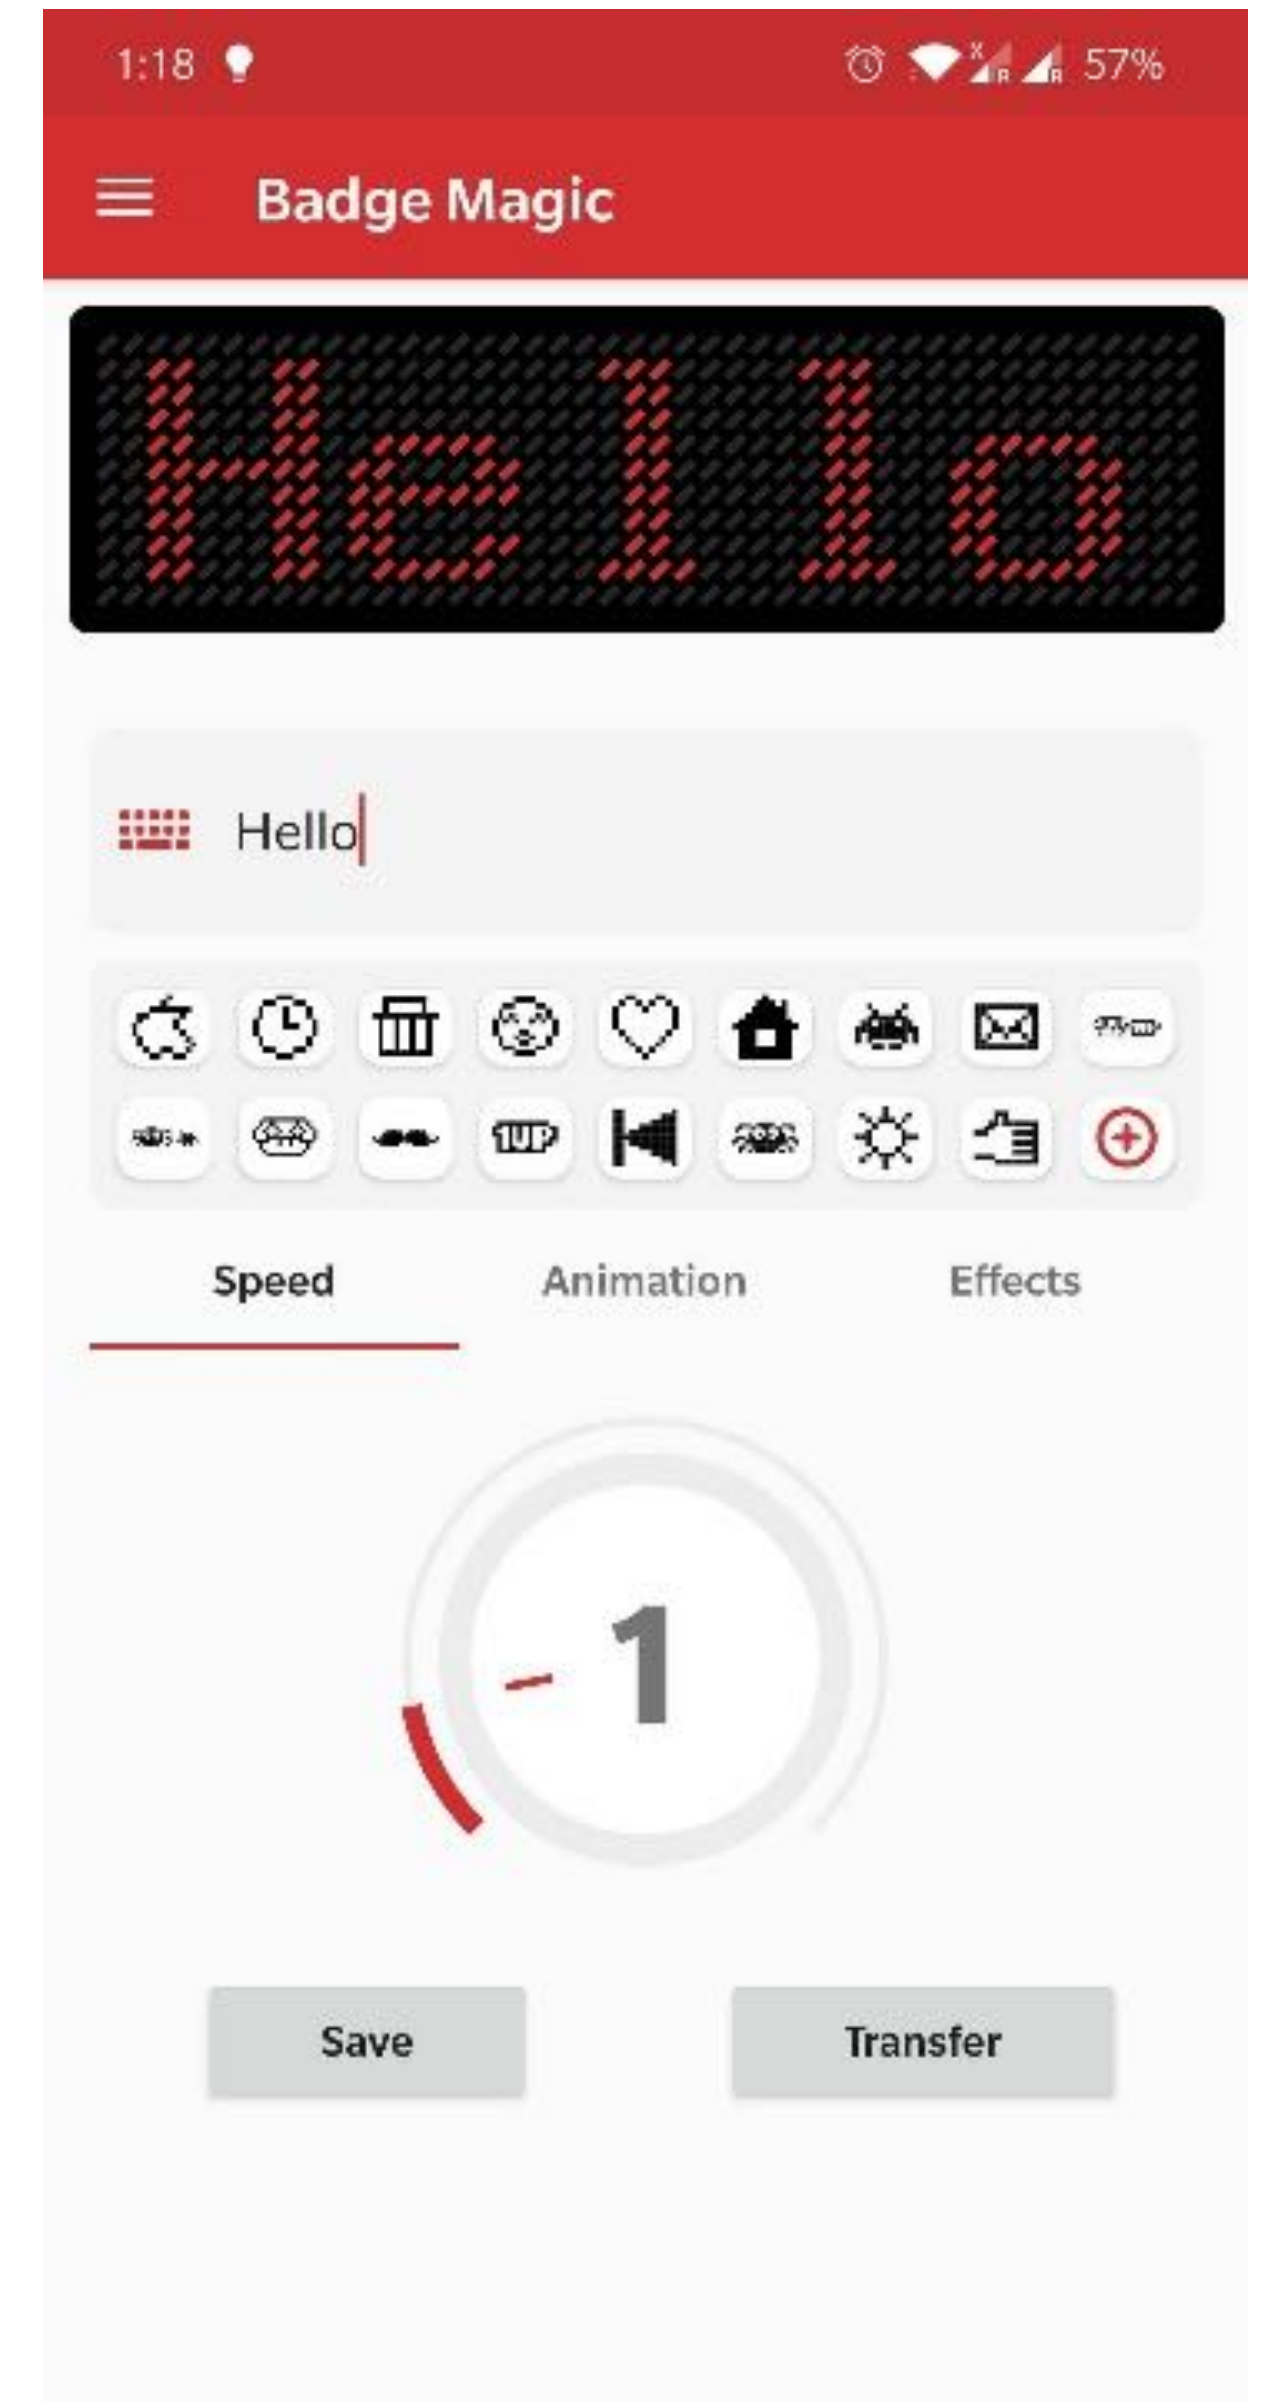 1:18 57%
Badge Magic
Hello
Hello
1UP
Speed Animation Effects
1
Save Transfer